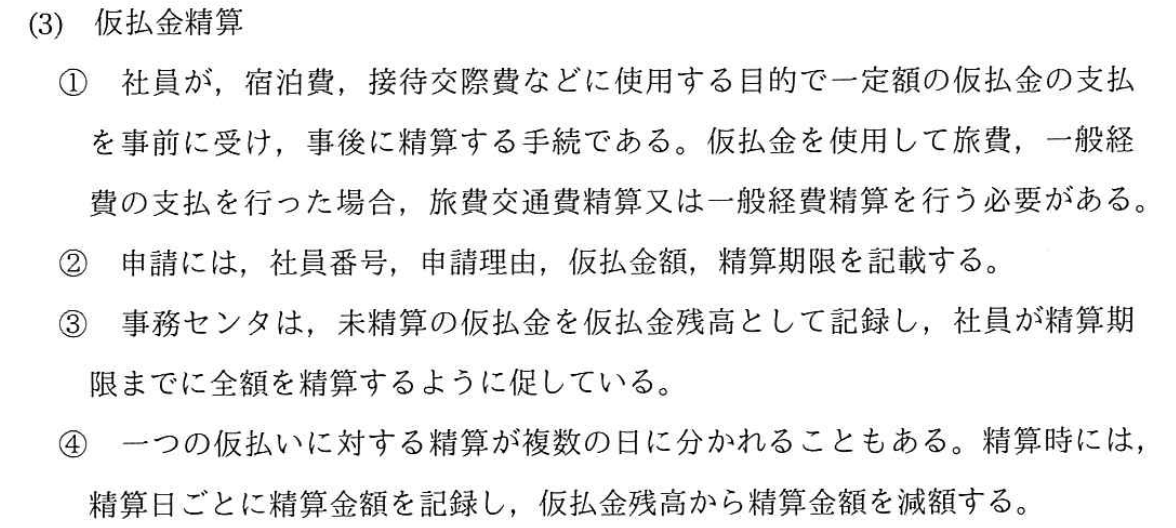 (3) 仮払金精算
① 社員が，宿泊費，接待交際費などに使用する目的で一定額の仮払金の支払
を事前に受け，事後に精算する手続である。仮払金を使用して旅費，一般経
費の支払を行った場合，旅費交通費精算又は一般経費精算を行う必要がある。
② 申請には，社員番号，申請理由，仮払金額，精算期限を記載する。
③ 事務センタは，未精算の仮払金を仮払金残高として記録し，社員が精算期
限までに全額を精算するように促している。
④ 一つの仮払いに対する精算が複数の日に分かれることもある。精算時には，
精算日ごとに精算金額を記録し，仮払金残高から精算金額を減額する。